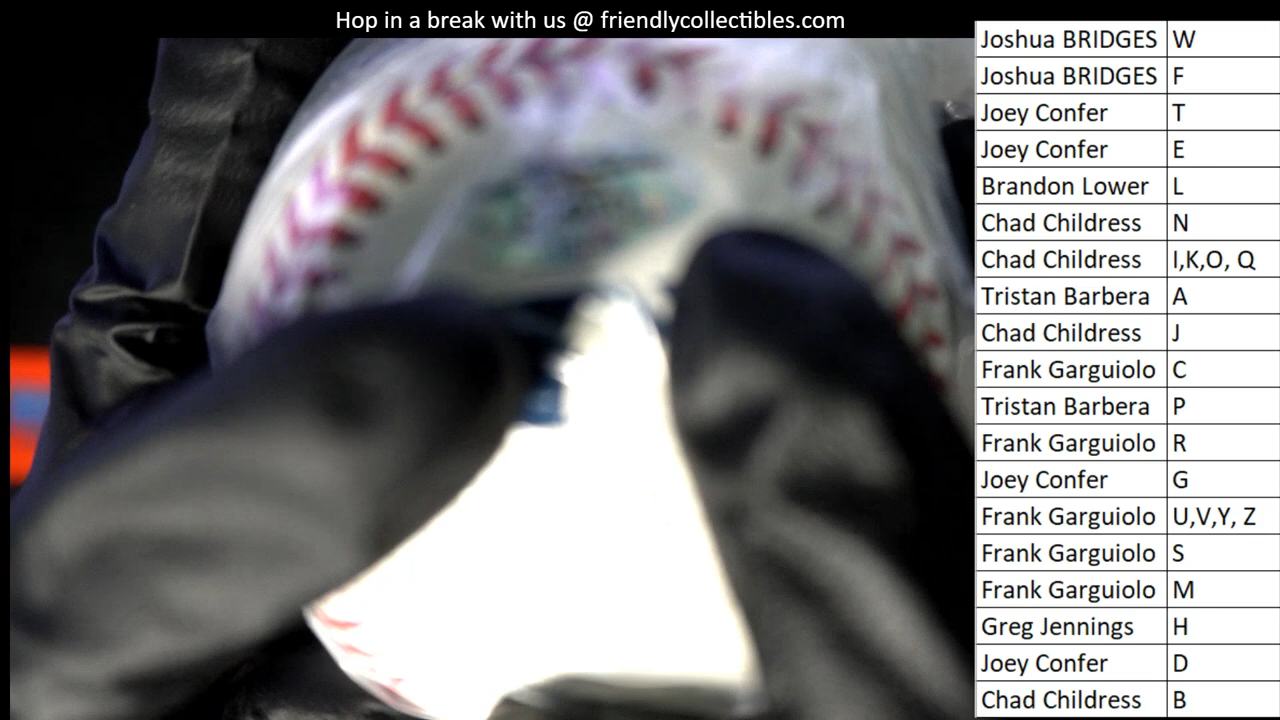 Hop in a break with us @ friendlycollectibles.com
Joshua BRIDGES W
Joshua BRIDGES F
Joey Confer T
Joey Confer E
Brandon Lower L
Chad Childress N
Chad Childress I,K,O, Q
Tristan Barbera A
Chad Childress J
Frank Garguiolo C
Tristan Barbera P
Frank Garguiolo R
Joey Confer G
Frank Garguiolo U,V,Y, Z
Frank Garguiolo S
Frank Garguiolo M
Greg Jennings H
Joey Confer D
Chad Childress B